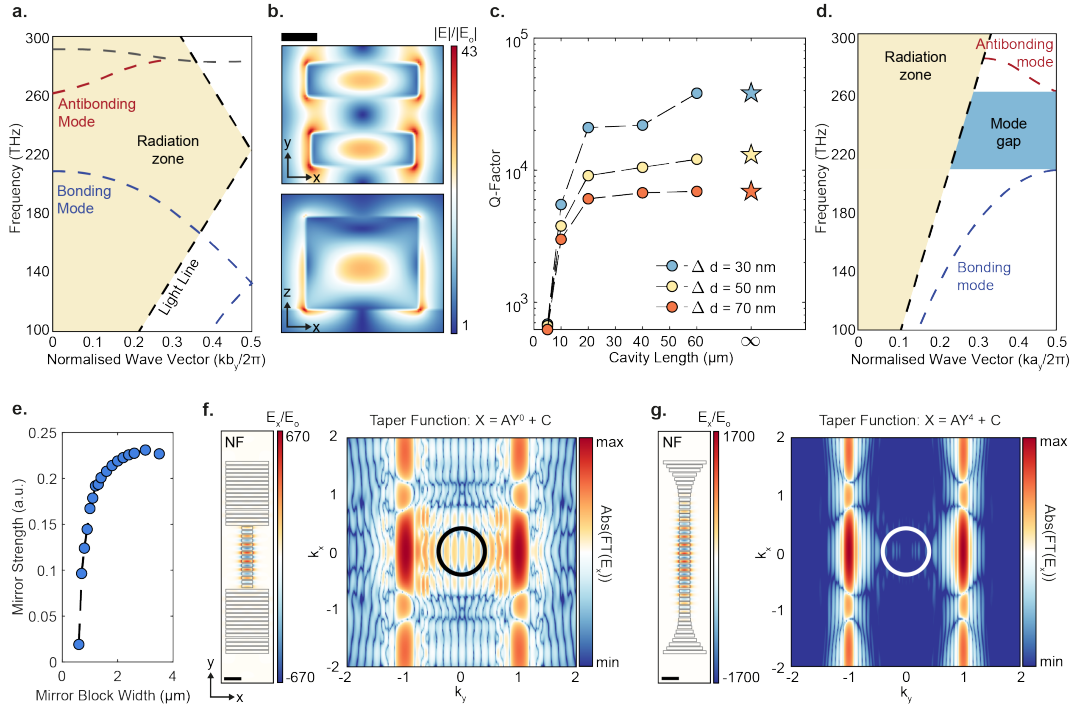 a.
300
260
220
180
140
100
Frequency (THz)
Antibonding
Mode
Radiation
zone
Bonding
Mode
Light Line
0 0.1 0.2 0.3 0.4 0.5
Normalised Wave Vector (kb_y/2π)
b.
|E|/|E_o|
43
1
y
x
z
x
c.
10^5
10^4
10^3
Q-Factor
Δ d = 30 nm
Δ d = 50 nm
Δ d = 70 nm
0 10 20 30 40 50 60 ∞
Cavity Length (µm)
d.
300
260
220
180
140
100
Frequency (THz)
Radiation
zone
Antibonding
mode
Mode
gap
Bonding
mode
0 0.1 0.2 0.3 0.4 0.5
Normalised Wave Vector (ka_y/2π)
e.
0.25
0.2
0.15
0.1
0.05
0
Mirror Strength (a.u.)
0 2 4
Mirror Block Width (µm)
f.
E_x/E_o
NF
670
-670
y
x
Taper Function: X = AY^0 + C
2
1
0
-1
-2
k_x
-2 -1 0 1 2
k_y
max
min
Abs(FT(E_x))
g.
E_x/E_o
NF
1700
-1700
Taper Function: X = AY^4 + C
2
1
0
-1
-2
k_x
-2 -1 0 1 2
k_y
max
min
Abs(FT(E_x))